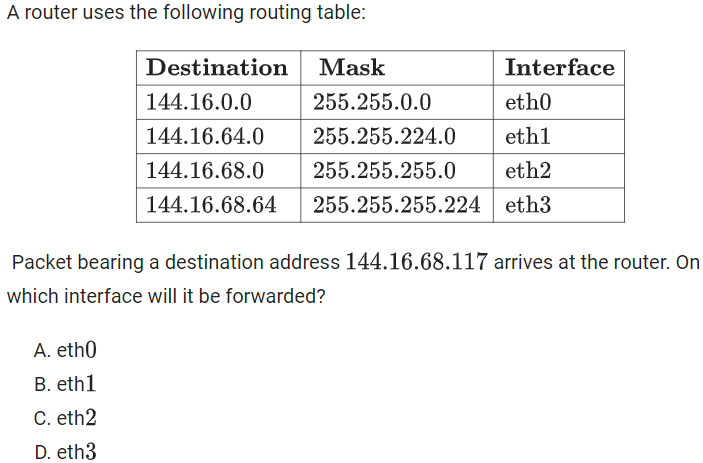 A router uses the following routing table:
Destination Mask Interface
144.16.0.0 255.255.0.0 eth0
144.16.64.0 255.255.224.0 eth1
144.16.68.0 255.255.255.0 eth2
144.16.68.64 255.255.255.224 eth3
Packet bearing a destination address 144.16.68.117 arrives at the router. On
which interface will it be forwarded?
A. eth0
B. eth1
C. eth2
D. eth3